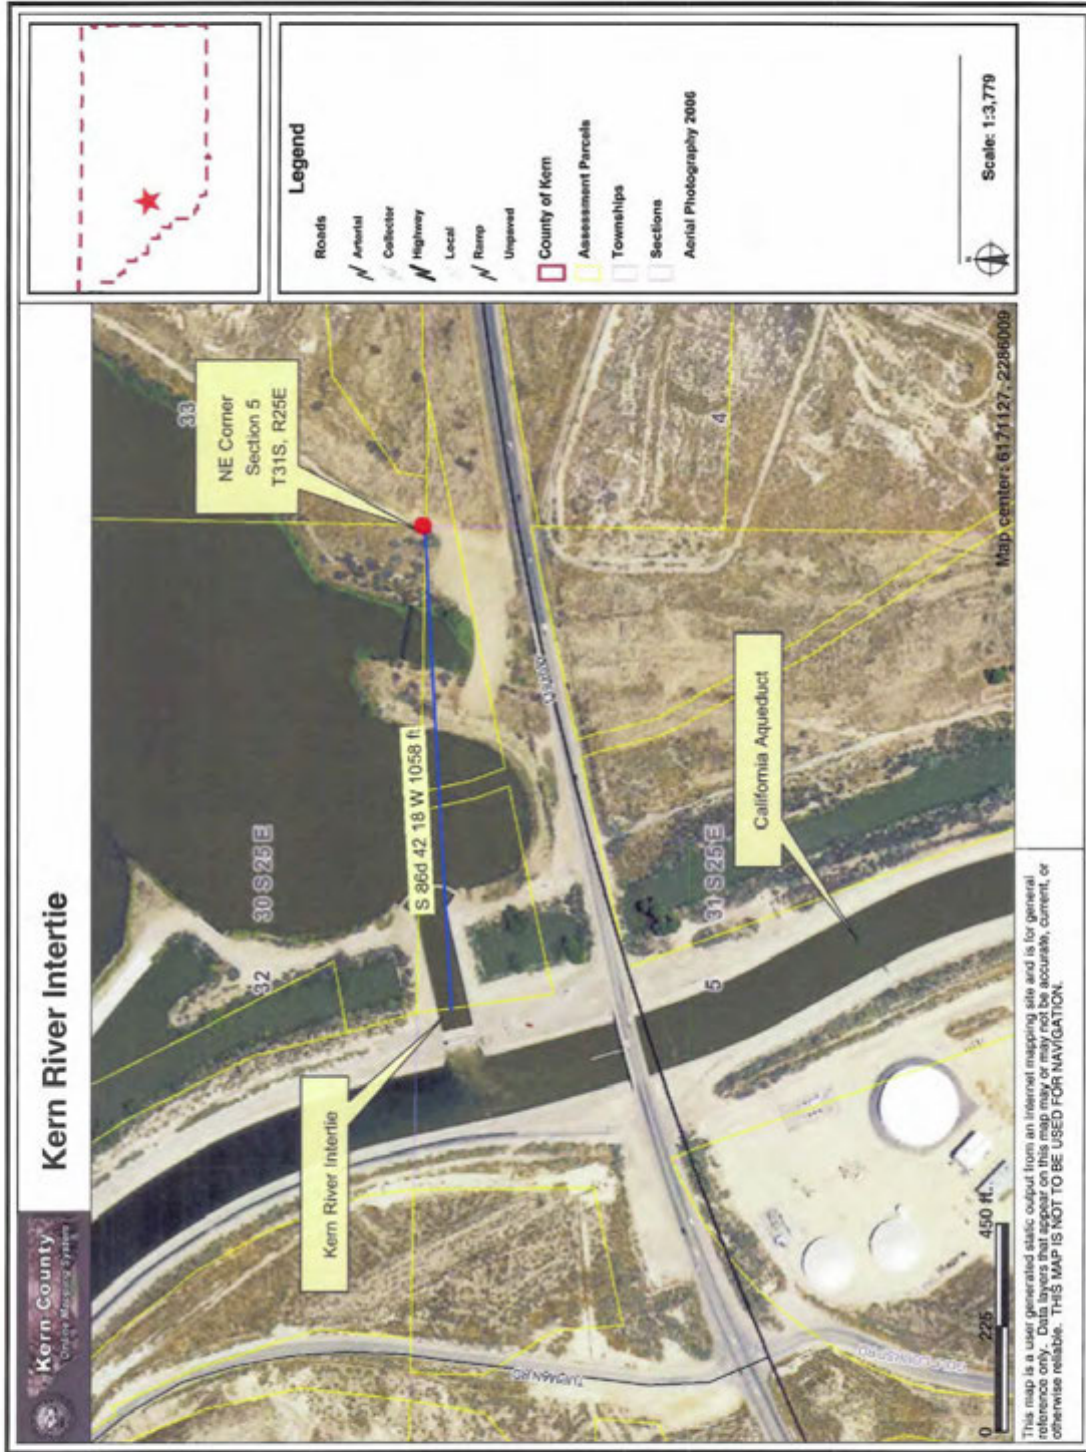 Kern County
Online Mapping System
Kern River Intertie
33
NE Corner
Section 5
T31S, R25E
30 S 25 E
32
S 86d 42 18 W 1058 ft
Kern River Intertie
4
31 S 25 E
5
California Aqueduct
TUPMAN RD
0
225
450 ft.
Map center: 6171127, 2286009
Legend
Roads
Arterial
Collector
Highway
Local
Ramp
Unpaved
County of Kern
Assessment Parcels
Townships
Sections
Aerial Photography 2006
N
Scale: 1:3,779
This map is a user generated static output from an Internet mapping site and is for general
reference only. Data layers that appear on this map may or may not be accurate, current, or
otherwise reliable. THIS MAP IS NOT TO BE USED FOR NAVIGATION.